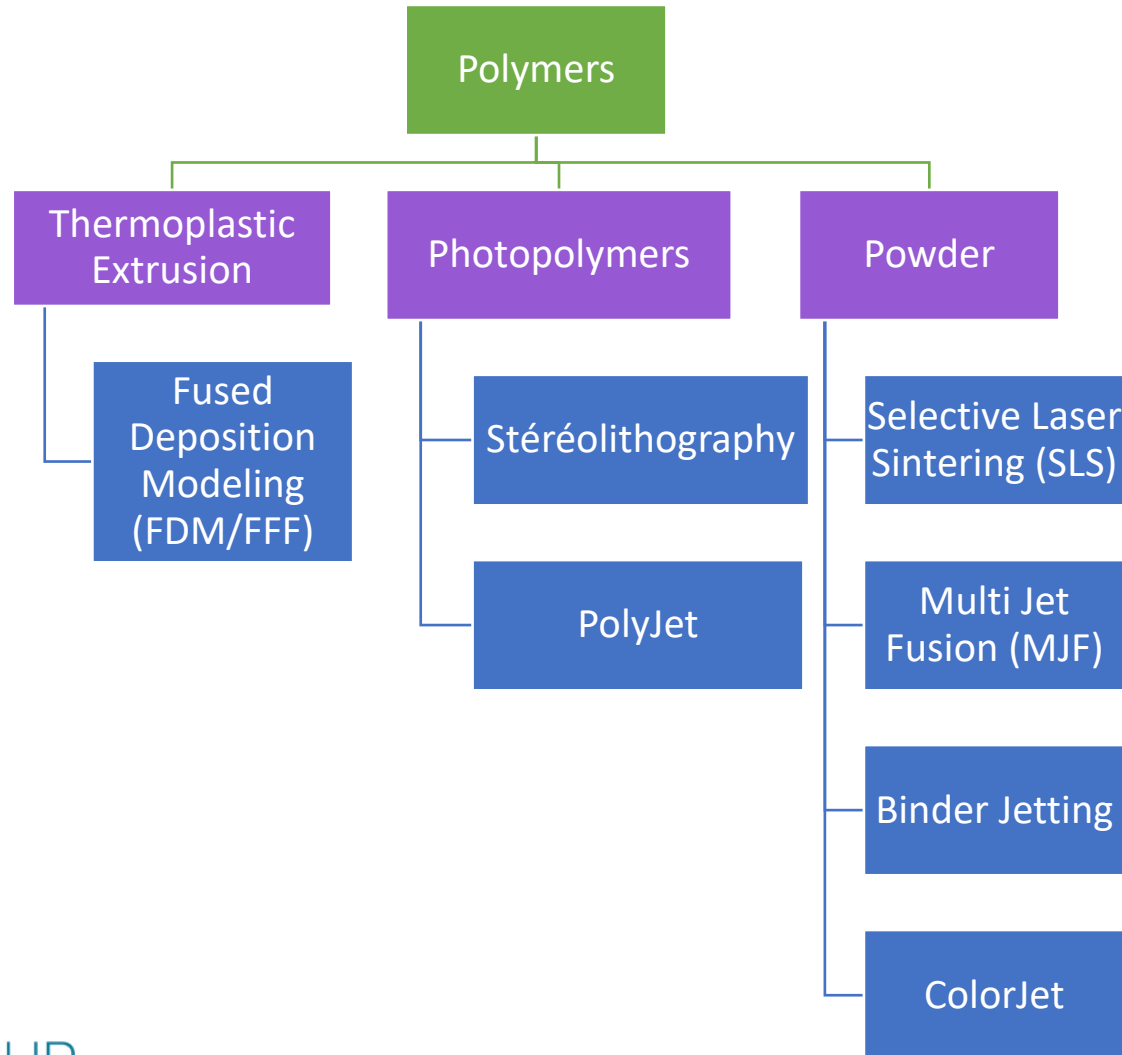 Polymers
Thermoplastic
Extrusion
Photopolymers
Powder
Fused
Deposition
Modeling
(FDM/FFF)
Stéréolithography
PolyJet
Selective Laser
Sintering (SLS)
Multi Jet
Fusion (MJF)
Binder Jetting
ColorJet